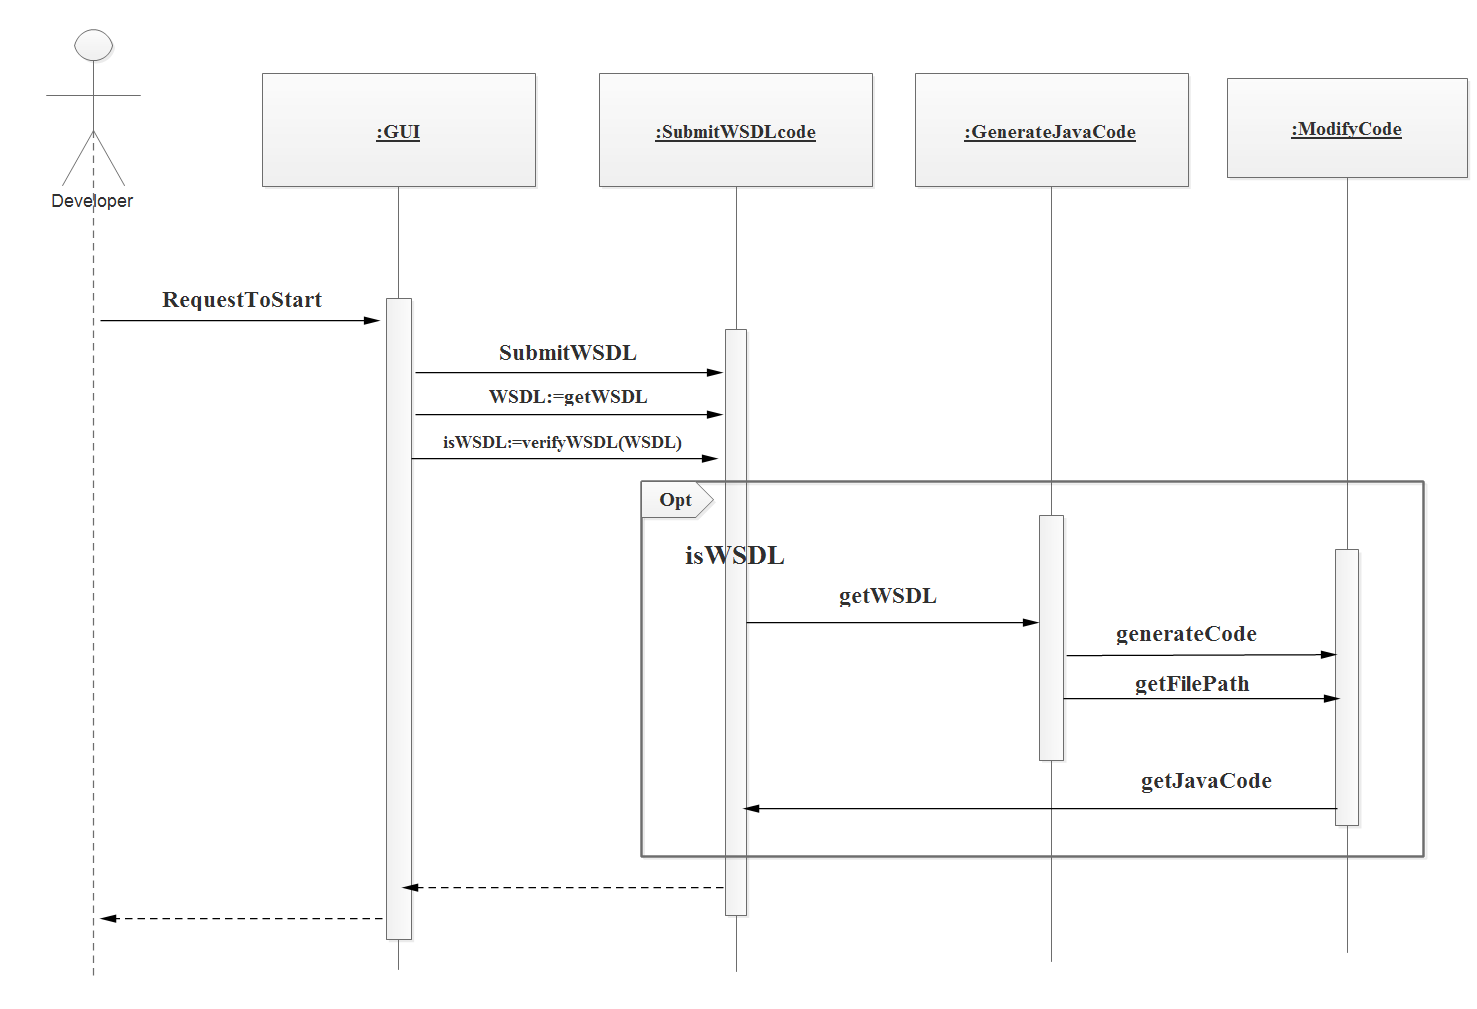 Developer
:GUI
:SubmitWSDLcode
:GenerateJavaCode
:ModifyCode
RequestToStart
SubmitWSDL
WSDL:=getWSDL
isWSDL:=verifyWSDL(WSDL)
Opt
isWSDL
getWSDL
generateCode
getFilePath
getJavaCode